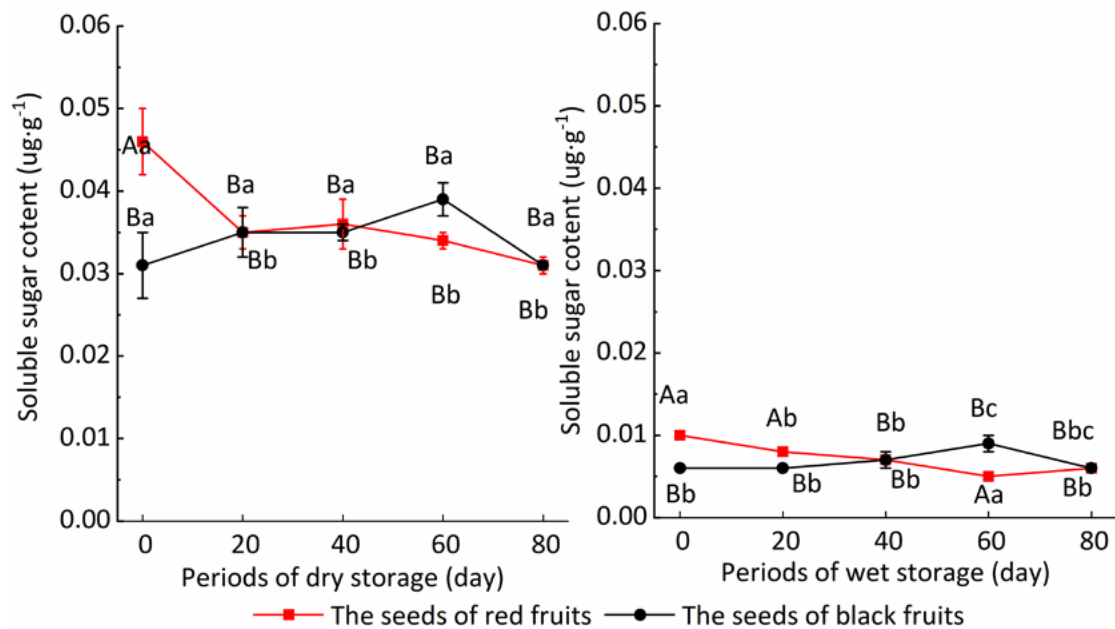 Soluble sugar cotent (ug·g⁻¹)
0.06
0.05
0.04
0.03
0.02
0.01
0.00
Aa
Ba
Ba
Bb
Ba
Bb
Ba
Bb
Ba
Bb
0 20 40 60 80
Periods of dry storage (day)
Soluble sugar cotent (ug·g⁻¹)
0.06
0.05
0.04
0.03
0.02
0.01
0.00
Aa
Bb
Ab
Bb
Bb
Bb
Bc
Aa
Bbc
Bb
0 20 40 60 80
Periods of wet storage (day)
The seeds of red fruits The seeds of black fruits